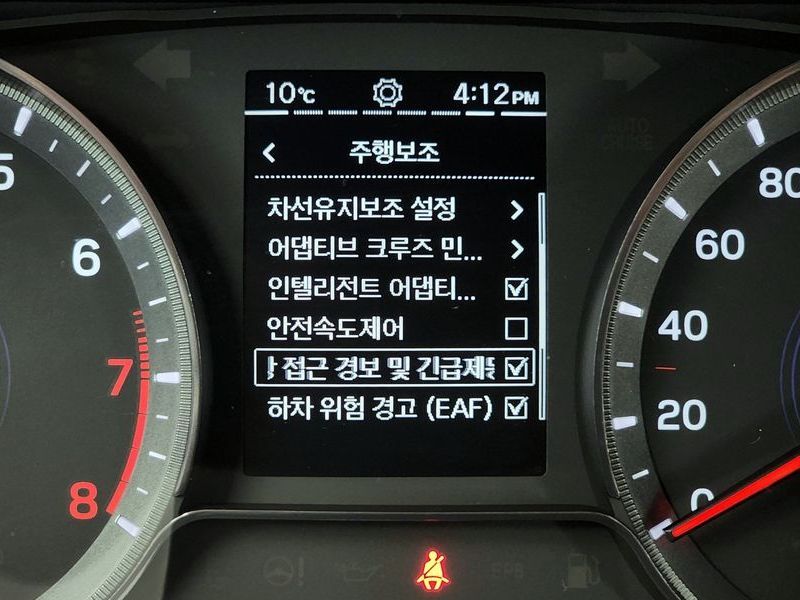 10℃ 4:12PM
주행보조
차선유지보조 설정
어댑티브 크루즈 민...
인텔리전트 어댑티...
안전속도제어
접근 경보 및 긴급제
하차 위험 경고 (EAF)
5
6
7
8
80
60
40
20
0